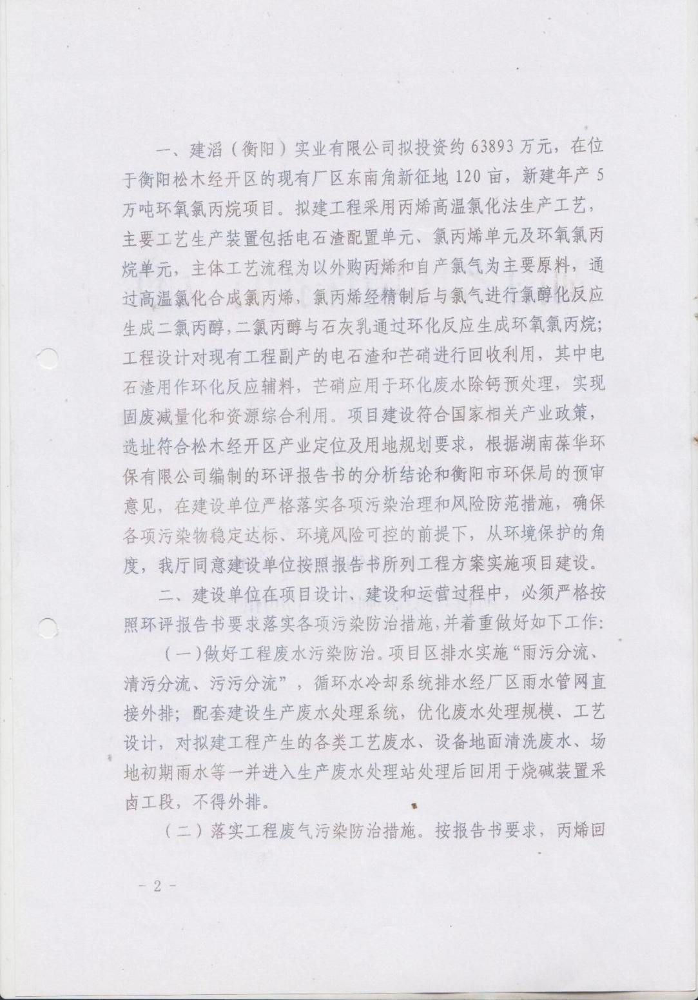 一、建滔（衡阳）实业有限公司拟投资约 63893 万元，在位
于衡阳松木经开区的现有厂区东南角新征地 120 亩，新建年产 5
万吨环氧氯丙烷项目。拟建工程采用丙烯高温氯化法生产工艺，
主要工艺生产装置包括电石渣配置单元、氯丙烯单元及环氧氯丙
烷单元，主体工艺流程为以外购丙烯和自产氯气为主要原料，通
过高温氯化合成氯丙烯，氯丙烯经精制后与氯气进行氯醇化反应
生成二氯丙醇，二氯丙醇与石灰乳通过环化反应生成环氧氯丙烷；
工程设计对现有工程副产的电石渣和芒硝进行回收利用，其中电
石渣用作环化反应辅料，芒硝应用于环化废水除钙预处理，实现
固废减量化和资源综合利用。项目建设符合国家相关产业政策，
选址符合松木经开区产业定位及用地规划要求，根据湖南葆华环
保有限公司编制的环评报告书的分析结论和衡阳市环保局的预审
意见，在建设单位严格落实各项污染治理和风险防范措施，确保
各项污染物稳定达标、环境风险可控的前提下，从环境保护的角
度，我厅同意建设单位按照报告书所列工程方案实施项目建设。
二、建设单位在项目设计、建设和运营过程中，必须严格按
照环评报告书要求落实各项污染防治措施，并着重做好如下工作：
（一）做好工程废水污染防治。项目区排水实施“雨污分流、
清污分流、污污分流”，循环水冷却系统排水经厂区雨水管网直
接外排；配套建设生产废水处理系统，优化废水处理规模、工艺
设计，对拟建工程产生的各类工艺废水、设备地面清洗废水、场
地初期雨水等一并进入生产废水处理站处理后回用于烧碱装置采
卤工段，不得外排。
（二）落实工程废气污染防治措施。按报告书要求，丙烯回
- 2 -